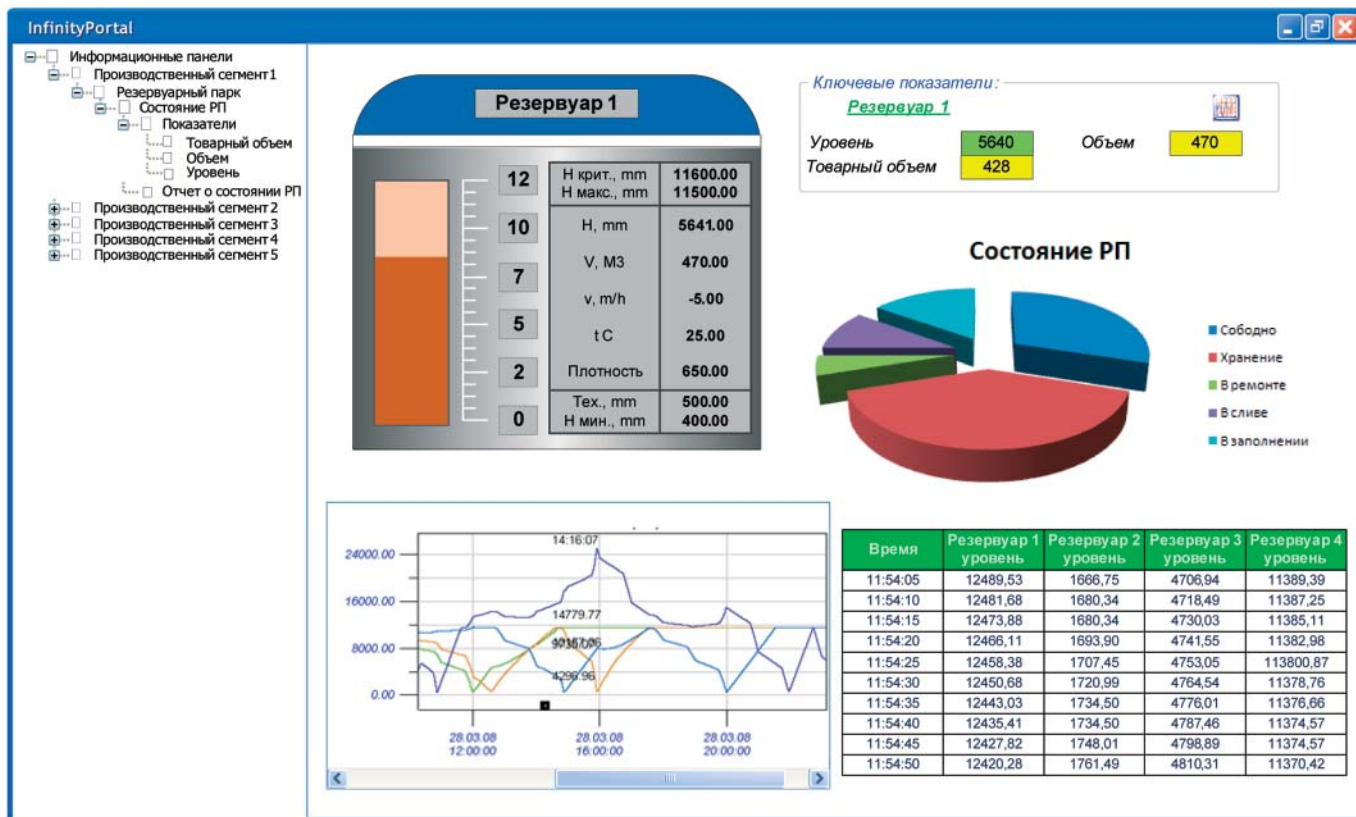 InfinityPortal
Информационные панели
Производственный сегмент 1
Резервуарный парк
Состояние РП
Показатели
Товарный объем
Объем
Уровень
Отчет о состоянии РП
Производственный сегмент 2
Производственный сегмент 3
Производственный сегмент 4
Производственный сегмент 5
Резервуар 1
12
10
7
5
2
0
Н крит., mm 11600.00
Н макс., mm 11500.00
H, mm 5641.00
V, M3 470.00
v, m/h -5.00
t C 25.00
Плотность 650.00
Тех., mm 500.00
Н мин., mm 400.00
Ключевые показатели:
Резервуар 1
Уровень 5640 Объем 470
Товарный объем 428
Состояние РП
Сободно
Хранение
В ремонте
В сливе
В заполнении
24000.00
16000.00
8000.00
0.00
14:16:07
14779.77
4296.96
28.03.08 28.03.08 28.03.08
12:00:00 16:00:00 20:00:00
Время Резервуар 1 Резервуар 2 Резервуар 3 Резервуар 4
уровень уровень уровень уровень
11:54:05 12489,53 1666,75 4706,94 11389,39
11:54:10 12481,68 1680,34 4718,49 11387,25
11:54:15 12473,88 1680,34 4730,03 11385,11
11:54:20 12466,11 1693,90 4741,55 11382,98
11:54:25 12458,38 1707,45 4753,05 113800,87
11:54:30 12450,68 1720,99 4764,54 11378,76
11:54:35 12443,03 1734,50 4776,01 11376,66
11:54:40 12435,41 1734,50 4787,46 11374,57
11:54:45 12427,82 1748,01 4798,89 11374,57
11:54:50 12420,28 1761,49 4810,31 11370,42